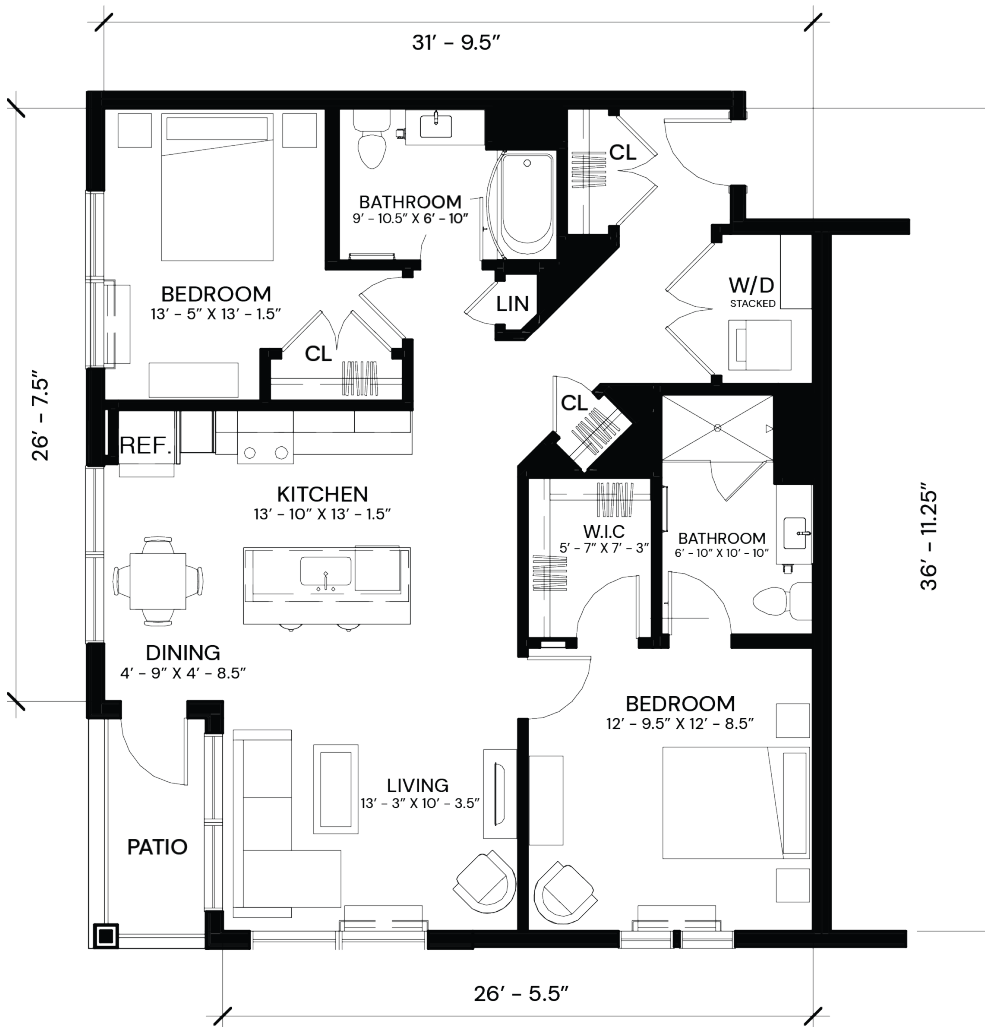 31’ – 9.5”
CL
BATHROOM
9’ – 10.5” X 6’ – 10”
BEDROOM
13’ – 5” X 13’ – 1.5”
LIN
W/D
STACKED
CL
26’ – 7.5”
CL
REF.
KITCHEN
13’ – 10” X 13’ – 1.5”
W.I.C
5’ – 7” X 7’ – 3”
BATHROOM
6’ – 10” X 10’ – 10”
36’ – 11.25”
DINING
4’ – 9” X 4’ – 8.5”
BEDROOM
12’ – 9.5” X 12’ – 8.5”
LIVING
13’ – 3” X 10’ – 3.5”
PATIO
26’ – 5.5”